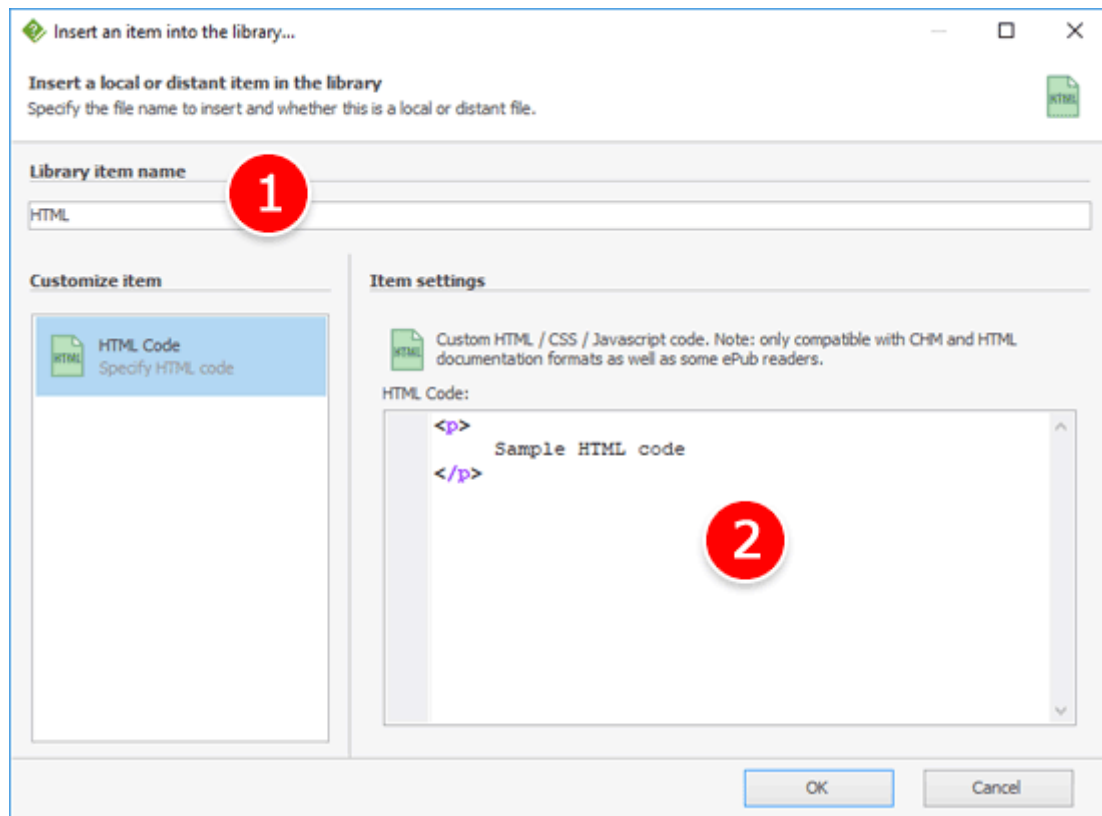 Insert an item into the library...
Insert a local or distant item in the library
Specify the file name to insert and whether this is a local or distant file.
HTML
Library item name
1
HTML
Customize item
Item settings
HTML
HTML Code
Specify HTML code
HTML
Custom HTML / CSS / Javascript code. Note: only compatible with CHM and HTML
documentation formats as well as some ePub readers.
HTML Code:
<p>
Sample HTML code
</p>
2
OK
Cancel